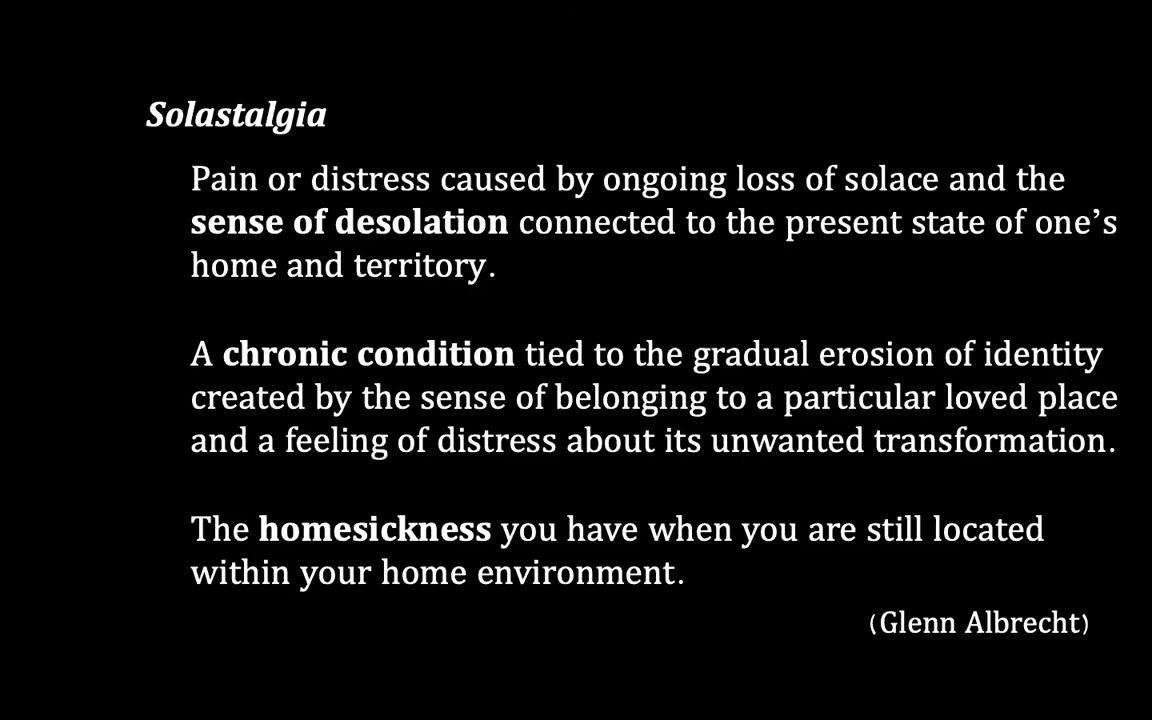 Solastalgia
Pain or distress caused by ongoing loss of solace and the
sense of desolation connected to the present state of one’s
home and territory.
A chronic condition tied to the gradual erosion of identity
created by the sense of belonging to a particular loved place
and a feeling of distress about its unwanted transformation.
The homesickness you have when you are still located
within your home environment.
(Glenn Albrecht)